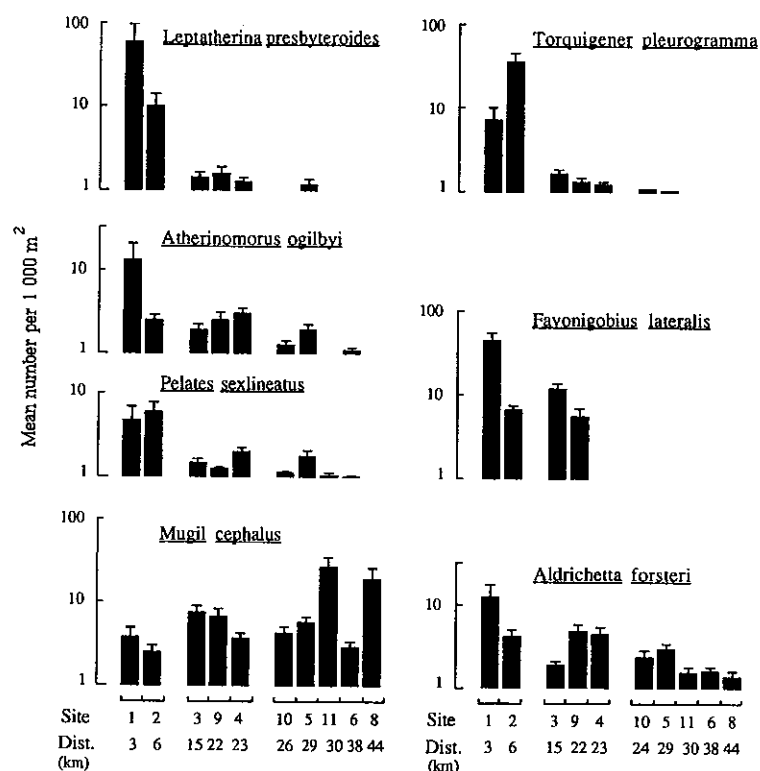 Mean number per 1 000 m²
Leptatherina presbyteroides
100
10
1
Atherinomorus ogilbyi
10
1
Pelates sexlineatus
10
1
Mugil cephalus
100
10
1
Site 1 2 3 9 4 10 5 11 6 8
Dist. 3 6 15 22 23 26 29 30 38 44
(km)
Torquigener pleurogramma
100
10
1
Favonigobius lateralis
100
10
1
Aldrichetta forsteri
10
1
Site 1 2 3 9 4 10 5 11 6 8
Dist. 3 6 15 22 23 24 29 30 38 44
(km)